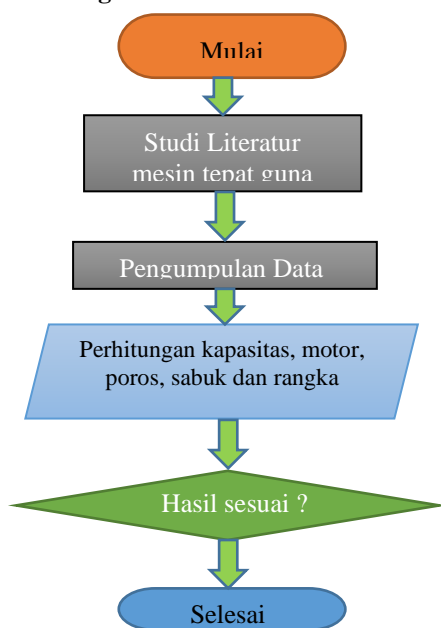 Mulai
Studi Literatur
mesin tepat guna
Pengumpulan Data
Perhitungan kapasitas, motor,
poros, sabuk dan rangka
Hasil sesuai ?
Selesai